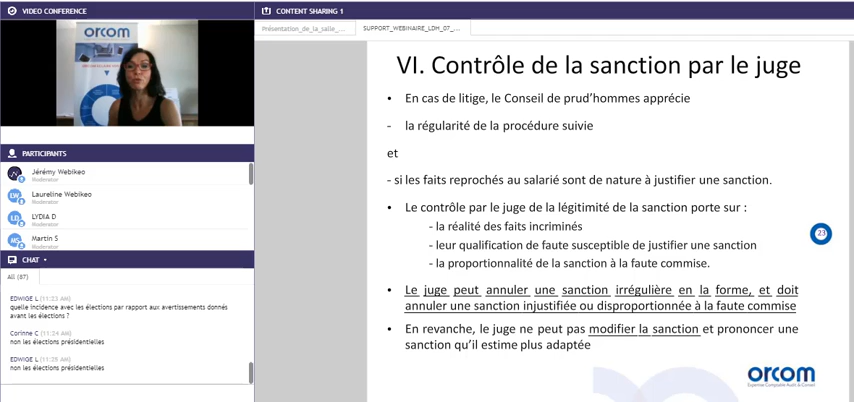 VIDEO CONFERENCE
orcom
PARTICIPANTS
Jérémy Webikeo
Moderator
LW
Laureline Webikeo
Moderator
LD
LYDIA D
Moderator
MS
Martin S
Moderator
CHAT
All (87)
EDWIGE L (11:23 AM)
quelle incidence avec les élections par rapport aux avertissements donnés
avant les élections ?
Corinne C (11:24 AM)
non les élections présidentielles
EDWIGE L (11:25 AM)
non les élections présidentielles
CONTENT SHARING 1
Présentation_de_la_salle_...
SUPPORT_WEBINAIRE_LDH_07_...
VI. Contrôle de la sanction par le juge
• En cas de litige, le Conseil de prud’hommes apprécie
- la régularité de la procédure suivie
et
- si les faits reprochés au salarié sont de nature à justifier une sanction.
• Le contrôle par le juge de la légitimité de la sanction porte sur :
- la réalité des faits incriminés
- leur qualification de faute susceptible de justifier une sanction
- la proportionnalité de la sanction à la faute commise.
• Le juge peut annuler une sanction irrégulière en la forme, et doit
annuler une sanction injustifiée ou disproportionnée à la faute commise
• En revanche, le juge ne peut pas modifier la sanction et prononcer une
sanction qu’il estime plus adaptée
23
orcom
Expertise Comptable Audit & Conseil